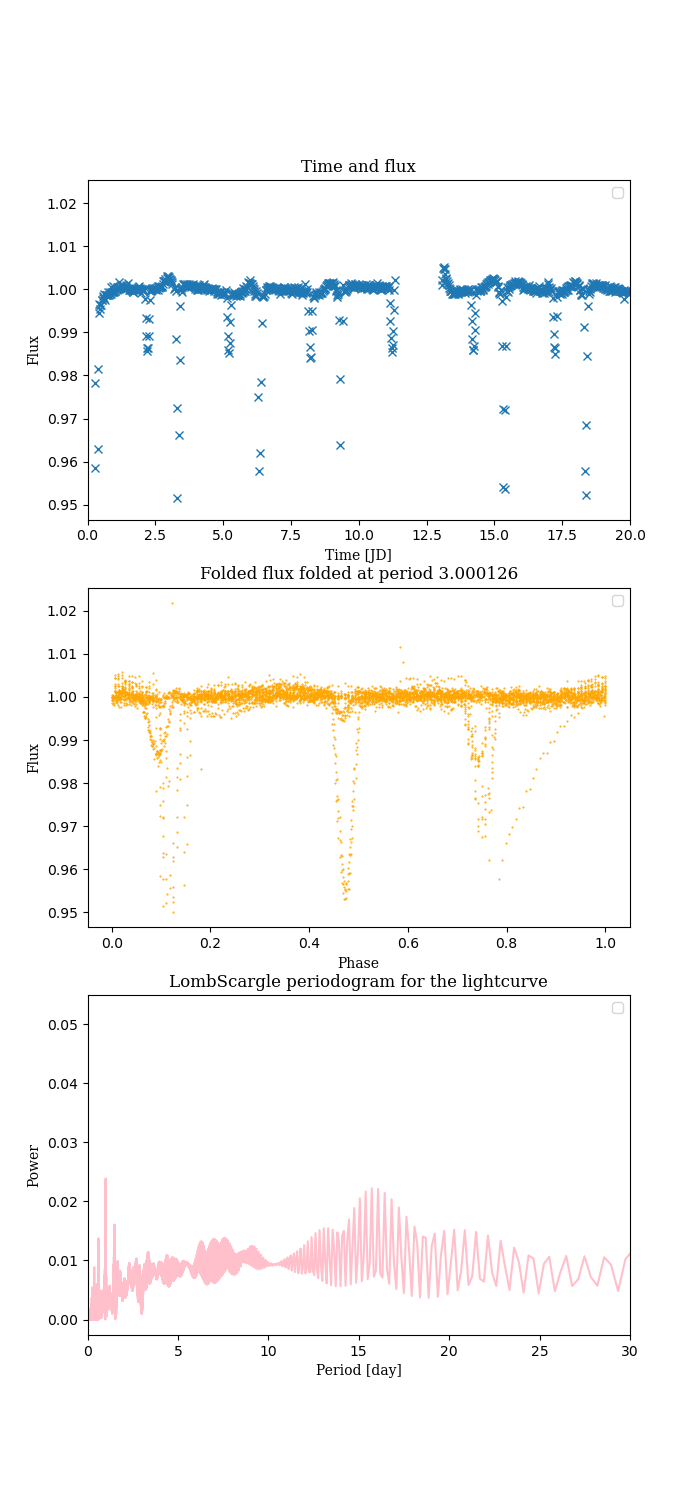 Time and flux
1.02
1.01
1.00
0.99
0.98
0.97
0.96
0.95
Flux
0.0 2.5 5.0 7.5 10.0 12.5 15.0 17.5 20.0
Time [JD]
Folded flux folded at period 3.000126
1.02
1.01
1.00
0.99
0.98
0.97
0.96
0.95
Flux
0.0 0.2 0.4 0.6 0.8 1.0
Phase
LombScargle periodogram for the lightcurve
0.05
0.04
0.03
0.02
0.01
0.00
Power
0 5 10 15 20 25 30
Period [day]